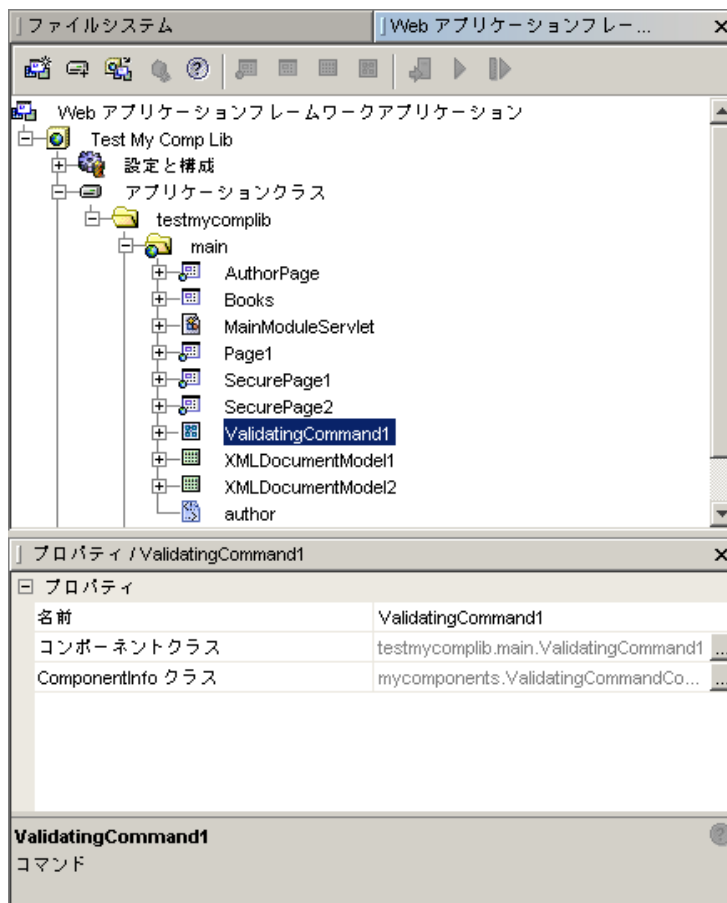 ファイルシステム
Web アプリケーションフレー...
Web アプリケーションフレームワークアプリケーション
Test My Comp Lib
設定と構成
アプリケーションクラス
testmycomplib
main
AuthorPage
Books
MainModuleServlet
Page1
SecurePage1
SecurePage2
ValidatingCommand1
XMLDocumentModel1
XMLDocumentModel2
author
プロパティ / ValidatingCommand1
プロパティ
名前 ValidatingCommand1
コンポーネントクラス testmycomplib.main.ValidatingCommand1 ...
ComponentInfo クラス mycomponents.ValidatingCommandCo... ...
ValidatingCommand1
コマンド